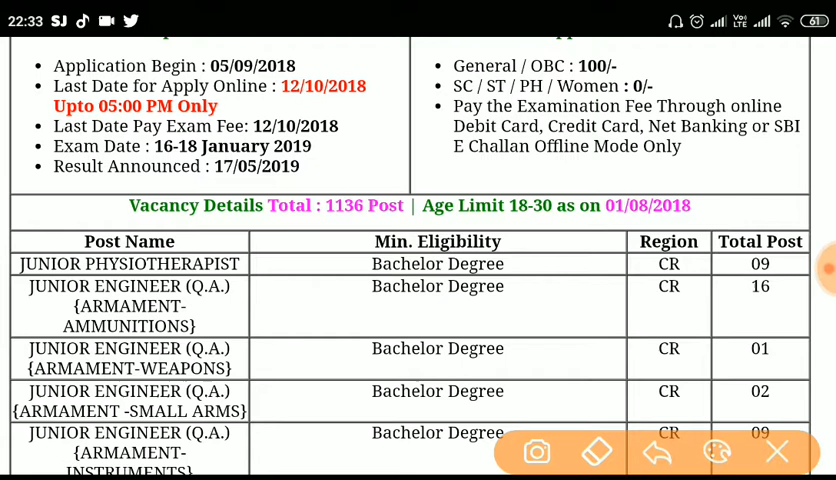 22:33 SJ VoD LTE 61
Application Begin : 05/09/2018
Last Date for Apply Online : 12/10/2018
Upto 05:00 PM Only
Last Date Pay Exam Fee: 12/10/2018
Exam Date : 16-18 January 2019
Result Announced : 17/05/2019
General / OBC : 100/-
SC / ST / PH / Women : 0/-
Pay the Examination Fee Through online
Debit Card, Credit Card, Net Banking or SBI
E Challan Offline Mode Only
Vacancy Details Total : 1136 Post | Age Limit 18-30 as on 01/08/2018
Post Name Min. Eligibility Region Total Post
JUNIOR PHYSIOTHERAPIST Bachelor Degree CR 09
JUNIOR ENGINEER (Q.A.) Bachelor Degree CR 16
{ARMAMENT-
AMMUNITIONS}
JUNIOR ENGINEER (Q.A.) Bachelor Degree CR 01
{ARMAMENT-WEAPONS}
JUNIOR ENGINEER (Q.A.) Bachelor Degree CR 02
{ARMAMENT -SMALL ARMS}
JUNIOR ENGINEER (Q.A.) Bachelor Degree CR 09
{ARMAMENT-
INSTRUMENTS}